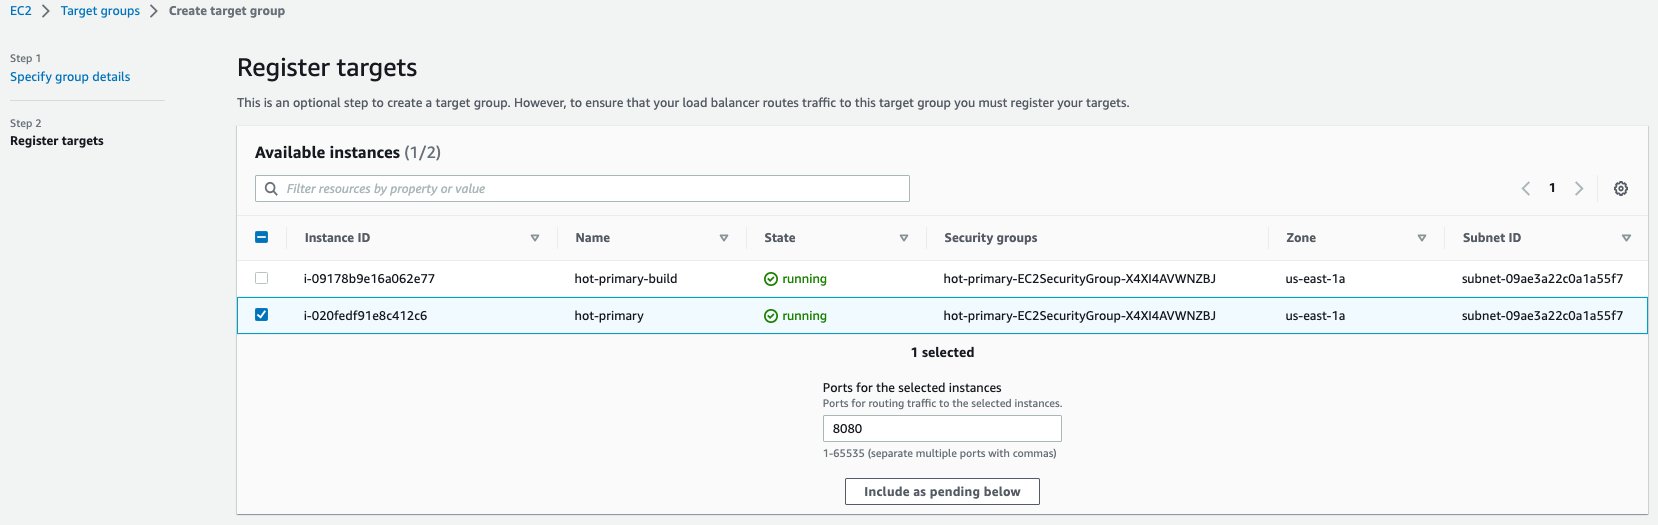 EC2 Target groups Create target group
Step 1
Specify group details
Step 2
Register targets
Register targets
This is an optional step to create a target group. However, to ensure that your load balancer routes traffic to this target group you must register your targets.
Available instances (1/2)
Filter resources by property or value
1
Instance ID Name State Security groups Zone Subnet ID
i-09178b9e16a062e77 hot-primary-build running hot-primary-EC2SecurityGroup-X4XI4AVWNZBJ us-east-1a subnet-09ae3a22c0a1a55f7
i-020fedf91e8c412c6 hot-primary running hot-primary-EC2SecurityGroup-X4XI4AVWNZBJ us-east-1a subnet-09ae3a22c0a1a55f7
1 selected
Ports for the selected instances
Ports for routing traffic to the selected instances.
8080
1-65535 (separate multiple ports with commas)
Include as pending below